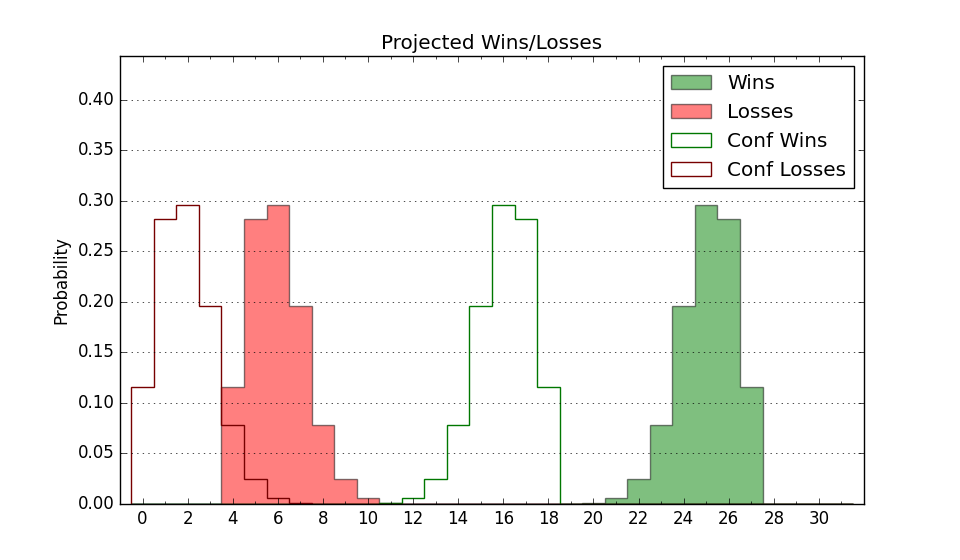 Projected Wins/Losses
Wins
Losses
Conf Wins
Conf Losses
Probability
0.40
0.35
0.30
0.25
0.20
0.15
0.10
0.05
0.00
0 2 4 6 8 10 12 14 16 18 20 22 24 26 28 30